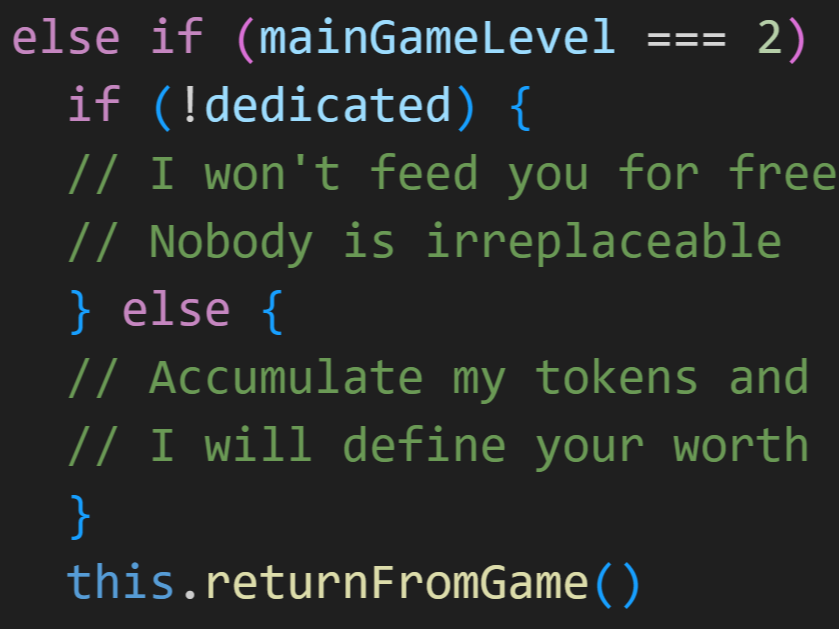 else if (mainGameLevel === 2)
if (!dedicated) {
// I won't feed you for free
// Nobody is irreplaceable
} else {
// Accumulate my tokens and
// I will define your worth
}
this.returnFromGame()